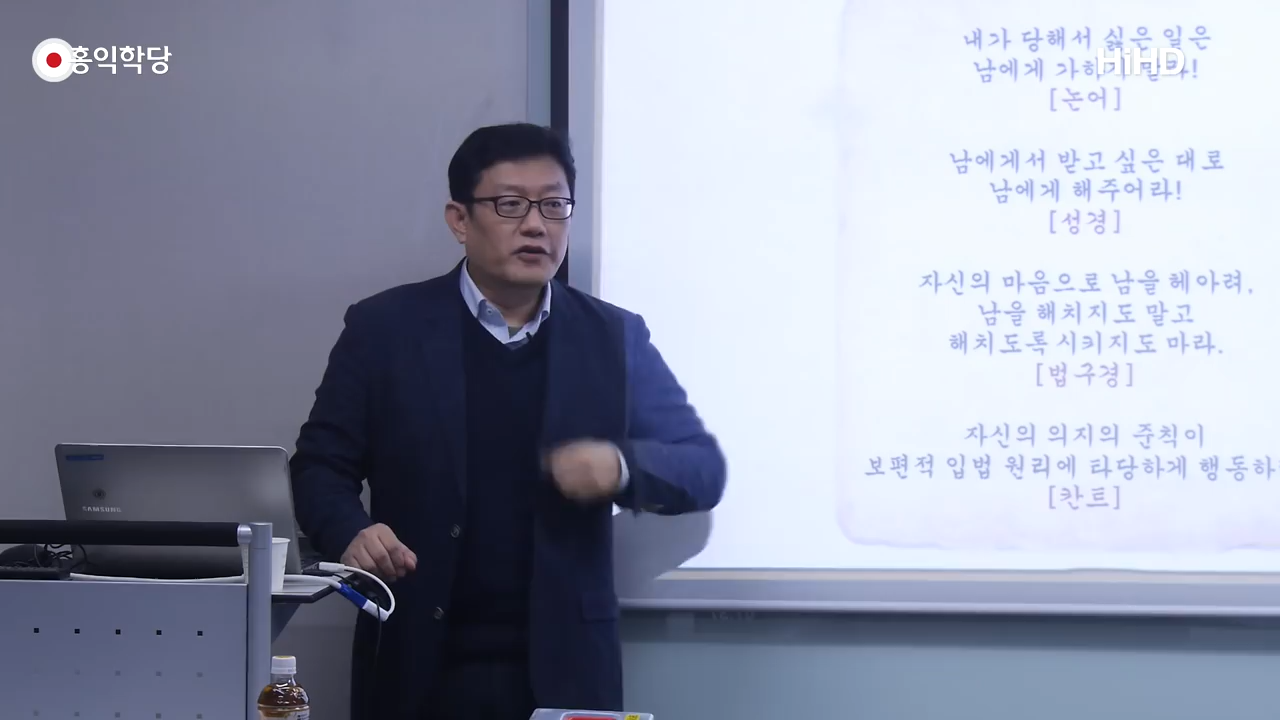 홍익학당
HiHD
내가 당해서 싫은 일은
남에게 가하지 말라!
[논어]
남에게서 받고 싶은 대로
남에게 해주어라!
[성경]
자신의 마음으로 남을 헤아려,
남을 해치지도 말고
해치도록 시키지도 마라.
[법구경]
자신의 의지의 준칙이
보편적 입법 원리에 타당하게 행동하
[칸트]
SAMSUNG